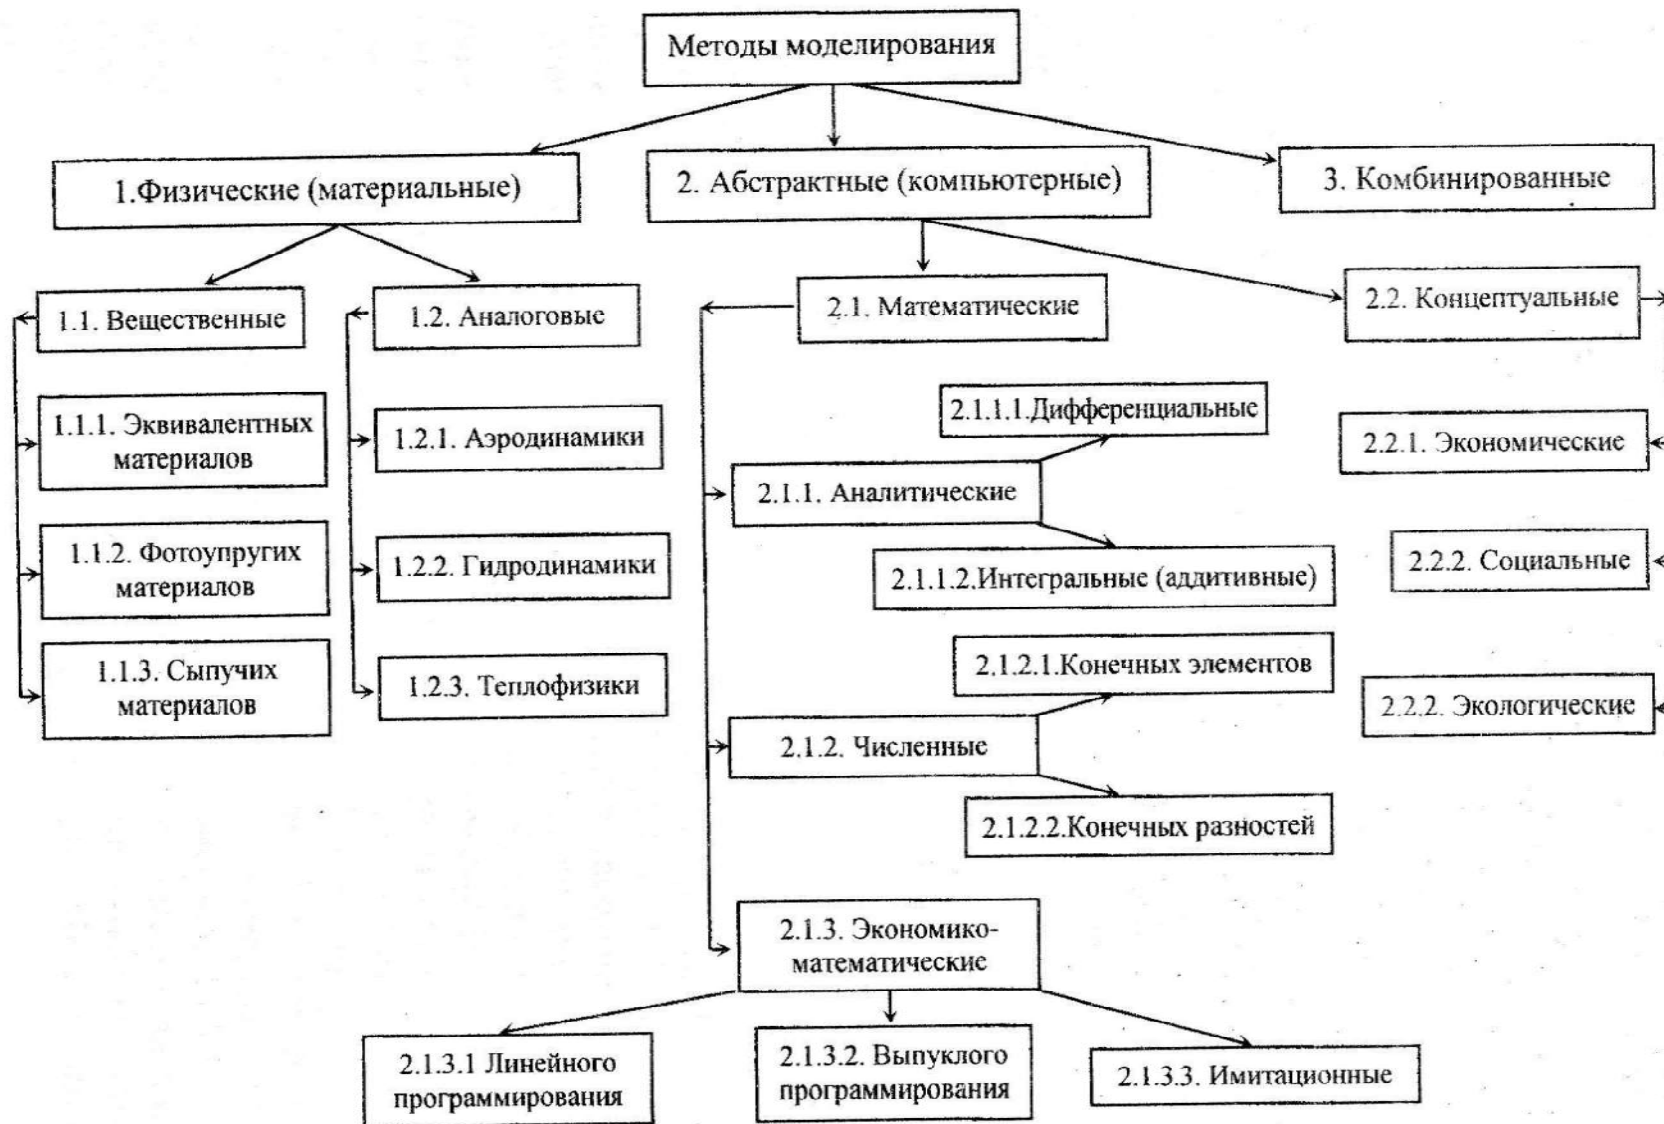 Методы моделирования
1.Физические (материальные)
2. Абстрактные (компьютерные)
3. Комбинированные
1.1. Вещественные
1.2. Аналоговые
2.1. Математические
2.2. Концептуальные
1.1.1. Эквивалентных
материалов
1.2.1. Аэродинамики
2.1.1.1.Дифференциальные
2.2.1. Экономические
2.1.1. Аналитические
1.1.2. Фотоупругих
материалов
1.2.2. Гидродинамики
2.1.1.2.Интегральные (аддитивные)
2.2.2. Социальные
1.1.3. Сыпучих
материалов
1.2.3. Теплофизики
2.1.2.1.Конечных элементов
2.2.2. Экологические
2.1.2. Численные
2.1.2.2.Конечных разностей
2.1.3. Экономико-
математические
2.1.3.1 Линейного
программирования
2.1.3.2. Выпуклого
программирования
2.1.3.3. Имитационные